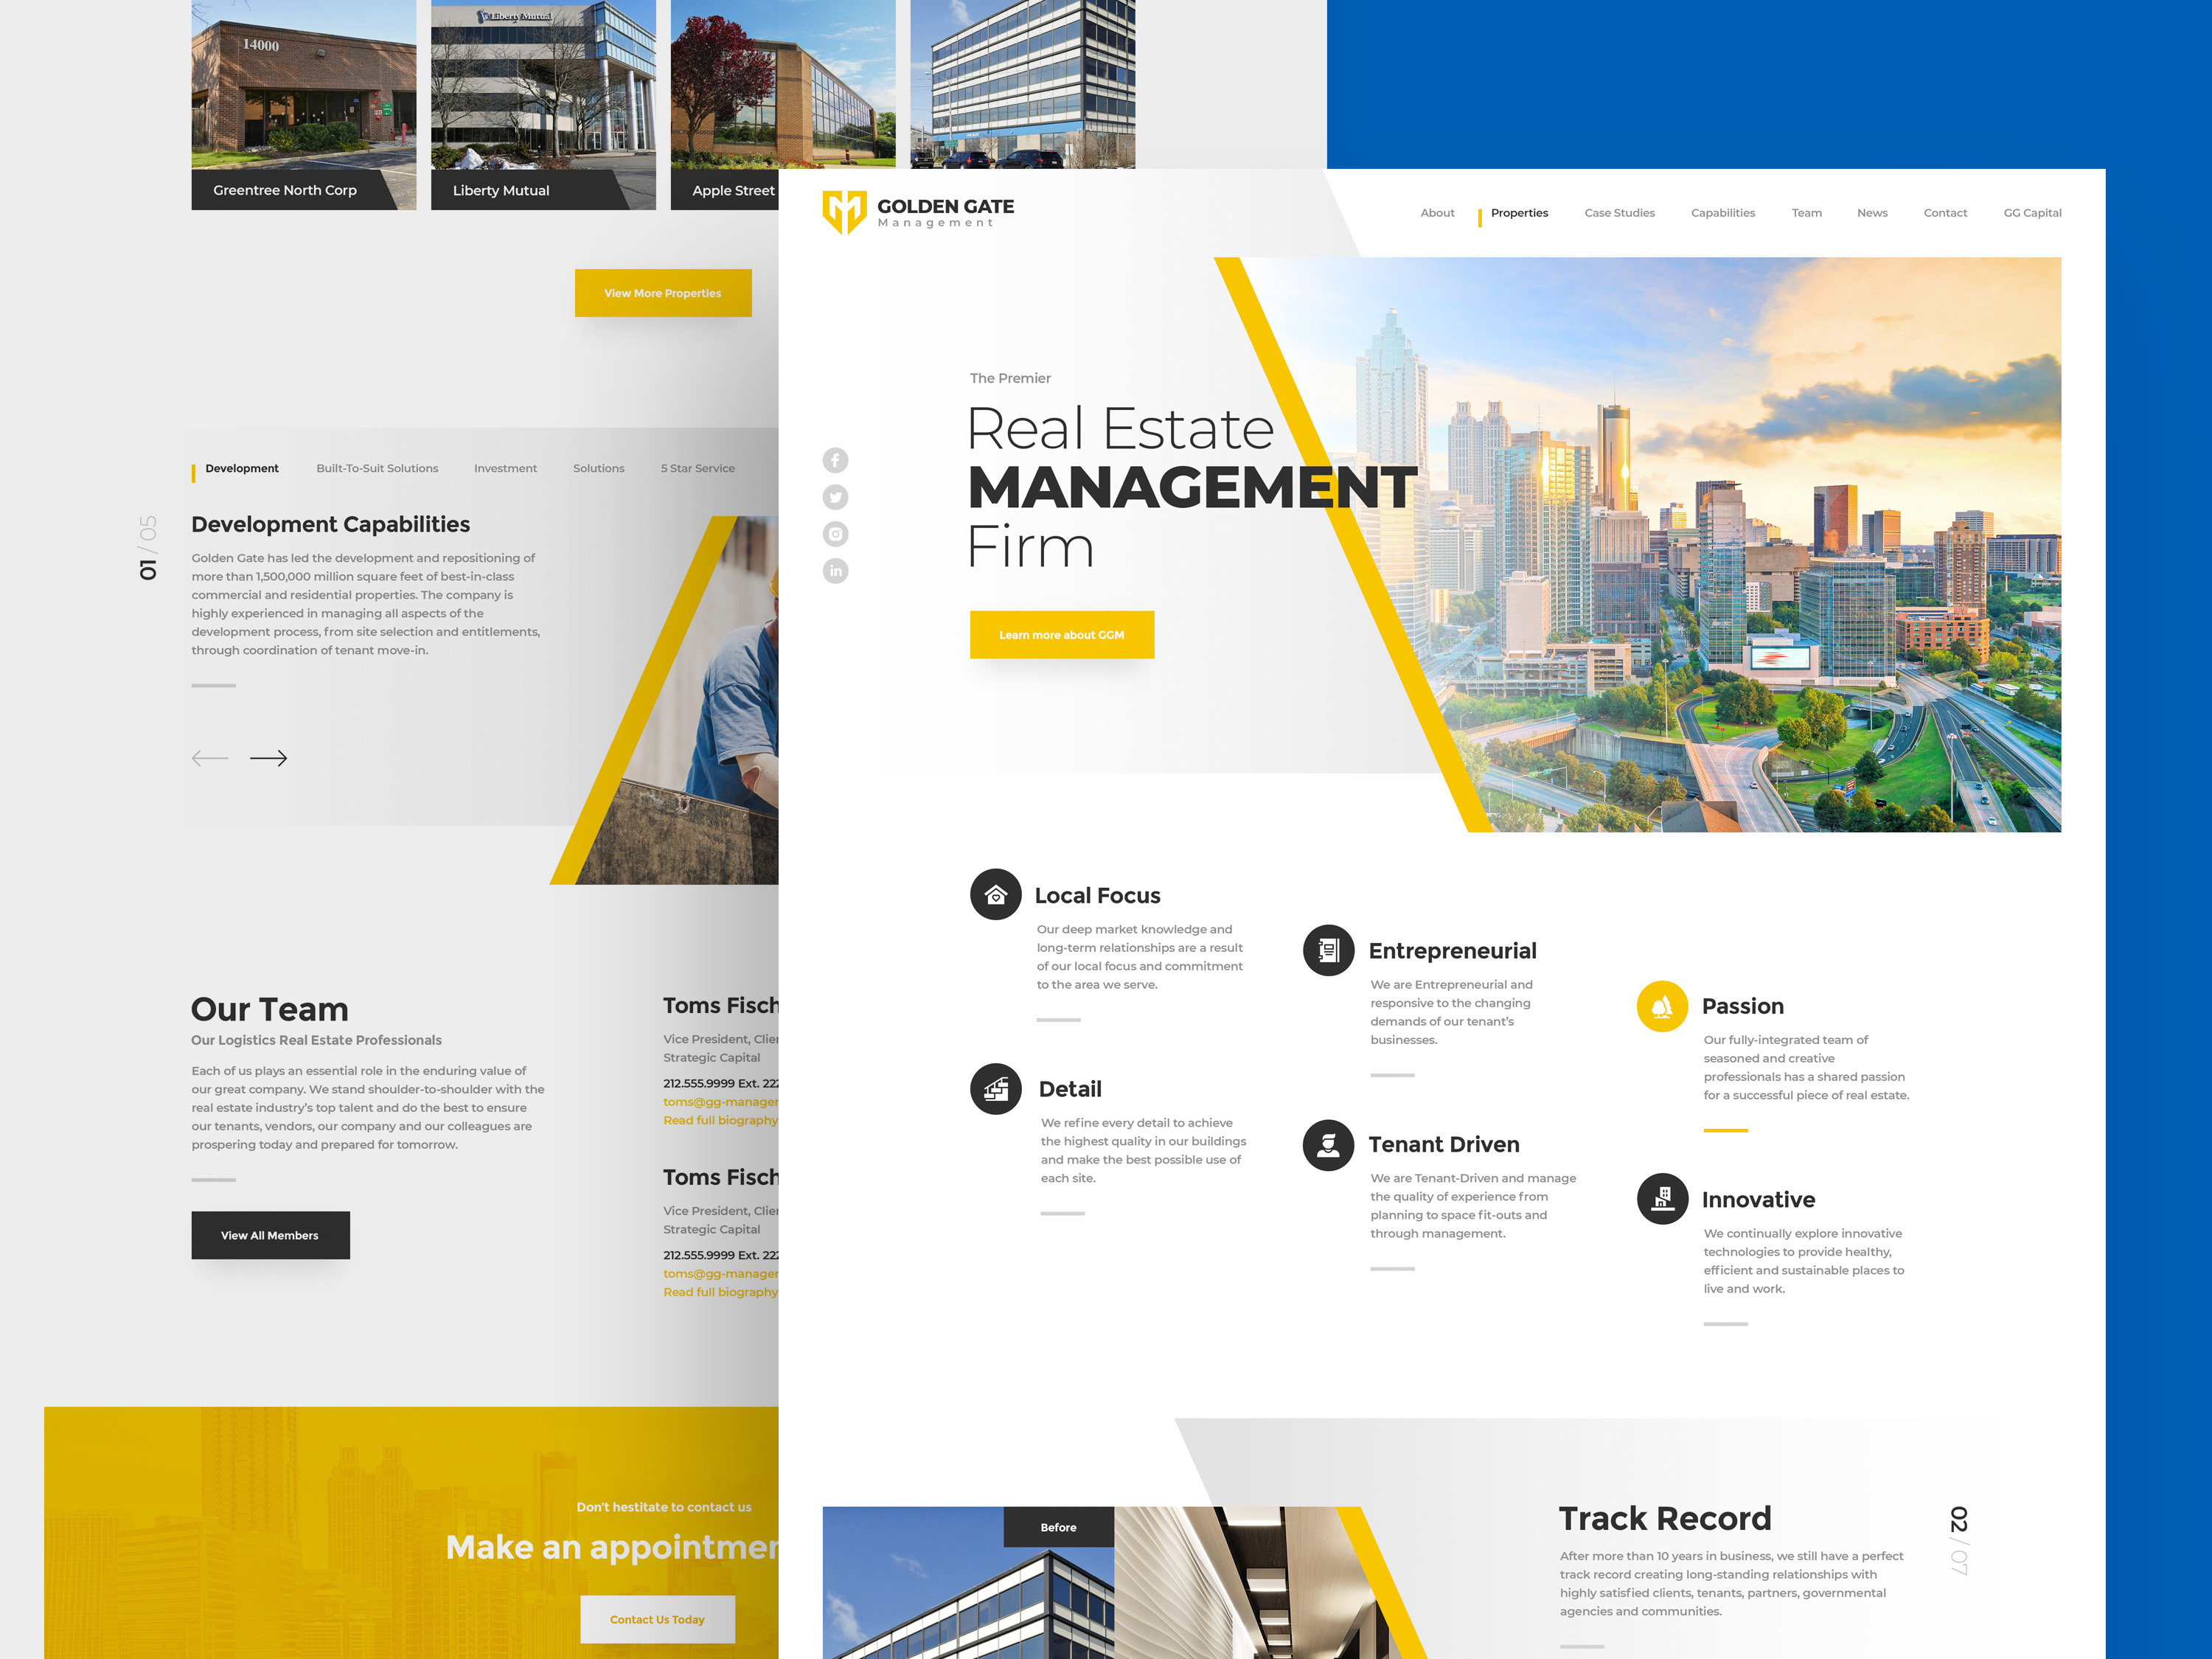 14000
Liberty Mutual
Greentree North Corp
Liberty Mutual
Apple Street
View More Properties
Development
Built-To-Suit Solutions
Investment
Solutions
5 Star Service
01 / 05
Development Capabilities
Golden Gate has led the development and repositioning of
more than 1,500,000 million square feet of best-in-class
commercial and residential properties. The company is
highly experienced in managing all aspects of the
development process, from site selection and entitlements,
through coordination of tenant move-in.
Our Team
Our Logistics Real Estate Professionals
Each of us plays an essential role in the enduring value of
our great company. We stand shoulder-to-shoulder with the
real estate industry's top talent and do the best to ensure
our tenants, vendors, our company and our colleagues are
prospering today and prepared for tomorrow.
View All Members
Toms Fisch
Vice President, Clier
Strategic Capital
212.555.9999 Ext. 222
toms@gg-manager
Read full biography
Toms Fisch
Vice President, Clier
Strategic Capital
212.555.9999 Ext. 222
toms@gg-manager
Read full biography
Don't hestitate to contact us
Make an appointmen
Contact Us Today
GOLDEN GATE
Management
About
Properties
Case Studies
Capabilities
Team
News
Contact
GG Capital
The Premier
Real Estate
MANAGEMENT
Firm
Learn more about GGM
Local Focus
Our deep market knowledge and
long-term relationships are a result
of our local focus and commitment
to the area we serve.
Entrepreneurial
We are Entrepreneurial and
responsive to the changing
demands of our tenant's
businesses.
Passion
Our fully-integrated team of
seasoned and creative
professionals has a shared passion
for a successful piece of real estate.
Detail
We refine every detail to achieve
the highest quality in our buildings
and make the best possible use of
each site.
Tenant Driven
We are Tenant-Driven and manage
the quality of experience from
planning to space fit-outs and
through management.
Innovative
We continually explore innovative
technologies to provide healthy,
efficient and sustainable places to
live and work.
Before
Track Record
After more than 10 years in business, we still have a perfect
track record creating long-standing relationships with
highly satisfied clients, tenants, partners, governmental
agencies and communities.
02 / 07